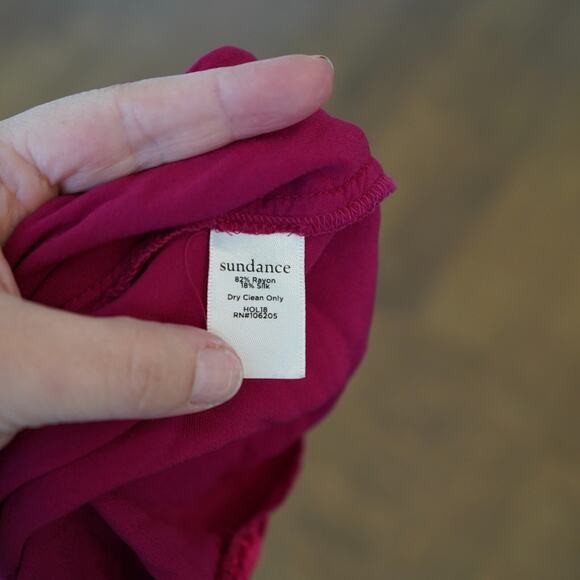 sundance
82% Rayon
18% Silk
Dry Clean Only
HOL18
RN#106205